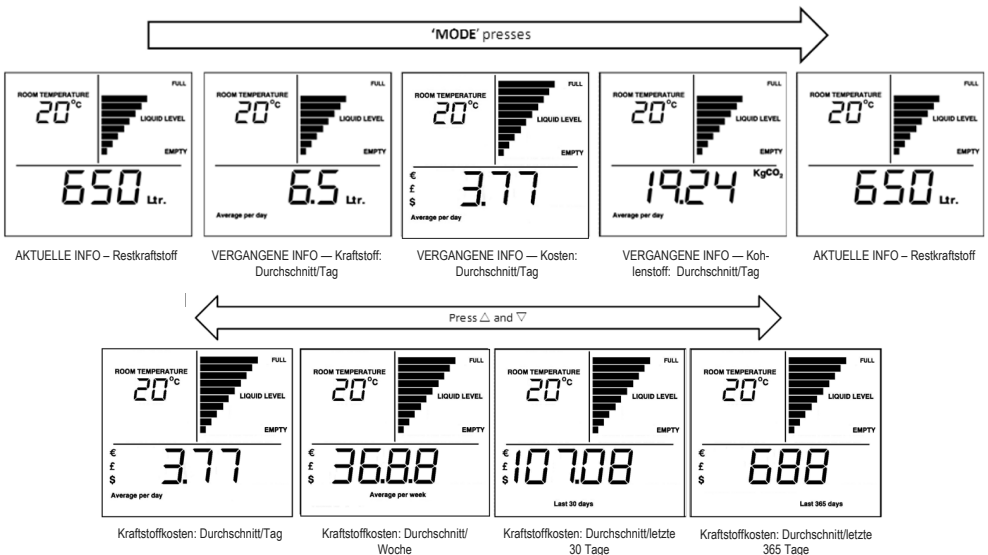 'MODE' presses
FULL
ROOM TEMPERATURE
20°C
LIQUID LEVEL
EMPTY
650 Ltr.
AKTUELLE INFO – Restkraftstoff
FULL
ROOM TEMPERATURE
20°C
LIQUID LEVEL
EMPTY
6.5 Ltr.
Average per day
VERGANGENE INFO — Kraftstoff:
Durchschnitt/Tag
FULL
ROOM TEMPERATURE
20°C
LIQUID LEVEL
EMPTY
€
£ 3.77
$
Average per day
VERGANGENE INFO — Kosten:
Durchschnitt/Tag
FULL
ROOM TEMPERATURE
20°C
LIQUID LEVEL
EMPTY
19.24 KgCO₂
Average per day
VERGANGENE INFO — Koh-
lenstoff: Durchschnitt/Tag
FULL
ROOM TEMPERATURE
20°C
LIQUID LEVEL
EMPTY
650 Ltr.
AKTUELLE INFO – Restkraftstoff
Press △ and ▽
FULL
ROOM TEMPERATURE
20°C
LIQUID LEVEL
EMPTY
€
£ 3.77
$
Average per day
Kraftstoffkosten: Durchschnitt/Tag
FULL
ROOM TEMPERATURE
20°C
LIQUID LEVEL
EMPTY
€
£ 36.8.8
$
Average per week
Kraftstoffkosten: Durchschnitt/
Woche
FULL
ROOM TEMPERATURE
20°C
LIQUID LEVEL
EMPTY
€
£ 107.08
$
Last 30 days
Kraftstoffkosten: Durchschnitt/letzte
30 Tage
FULL
ROOM TEMPERATURE
20°C
LIQUID LEVEL
EMPTY
€
£ 688
$
Last 365 days
Kraftstoffkosten: Durchschnitt/letzte
365 Tage